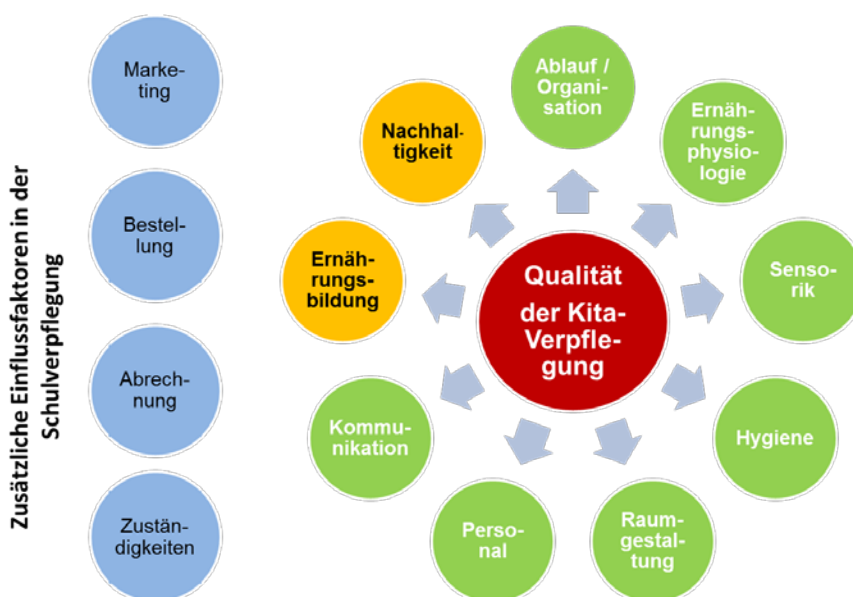 Zusätzliche Einflussfaktoren in der
Schulverpflegung
Marke-
ting
Bestel-
lung
Abrech-
nung
Zustän-
digkeiten
Qualität
der Kita-
Verpfle-
gung
Ablauf /
Organi-
sation
Ernäh-
rungs-
physio-
logie
Senso-
rik
Hygiene
Raum-
gestal-
tung
Perso-
nal
Kommu-
nikation
Ernäh-
rungs-
bildung
Nachhal-
tigkeit